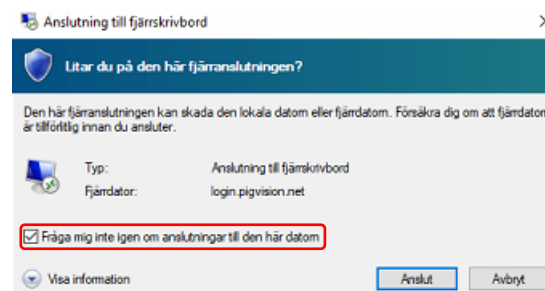 Anslutning till fjärrskrivbord
Litar du på den här fjärranslutningen?
Den här fjärranslutningen kan skada den lokala datorn eller fjärrdatorn. Försäkra dig om att fjärrdatorn
är tillförlitlig innan du ansluter.
Typ: Anslutning till fjärrskrivbord
Fjärrdator: login.pigvision.net
Fråga mig inte igen om anslutningar till den här datorn
Visa information Anslut Avbryt